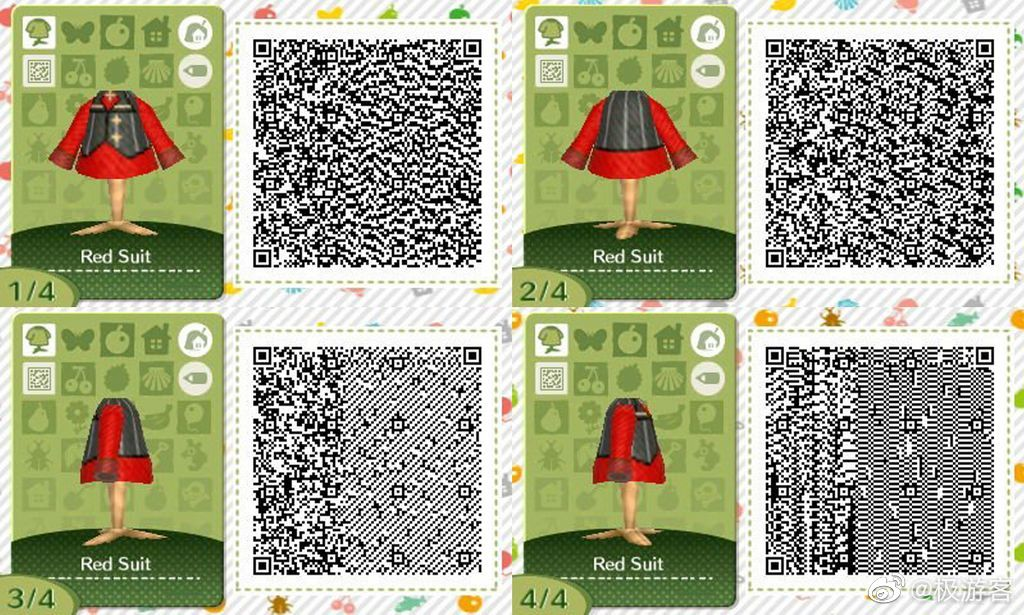 Red Suit
1/4
Red Suit
2/4
Red Suit
3/4
Red Suit
4/4
@极游客